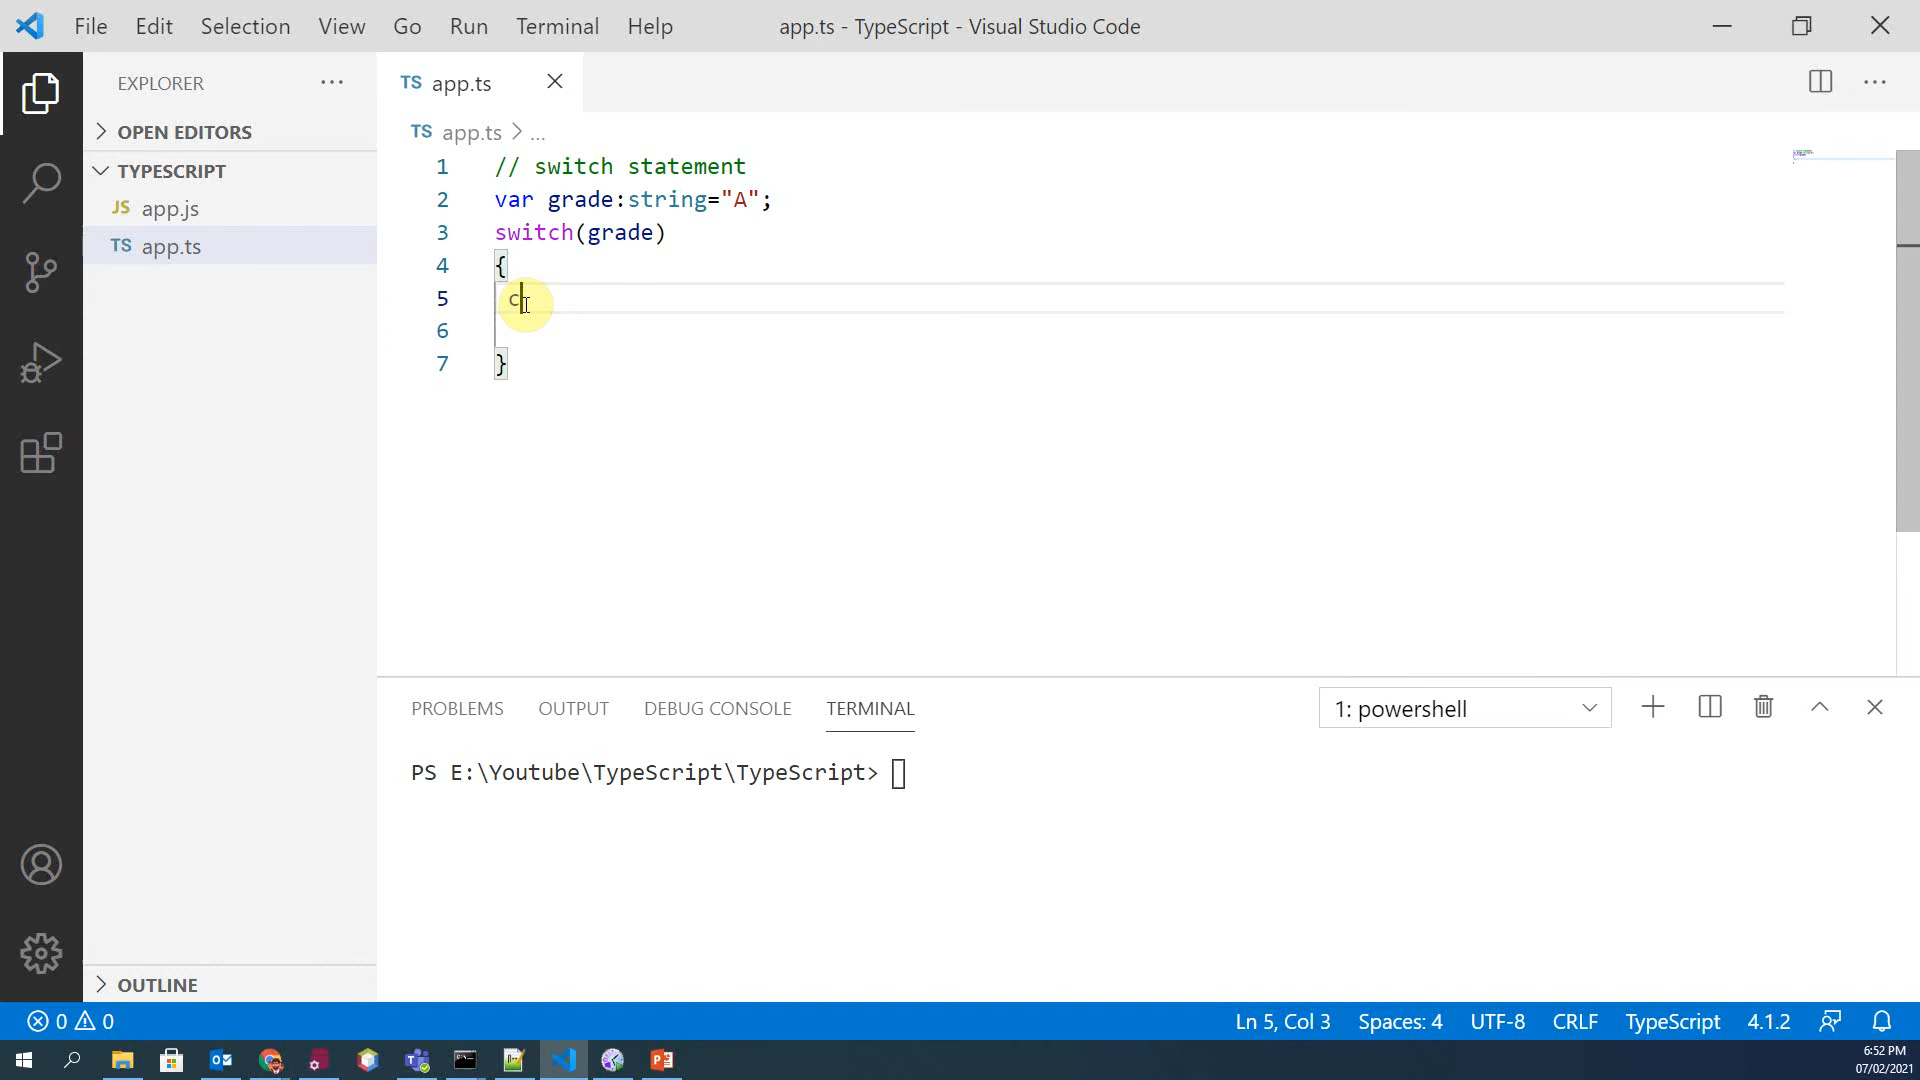 File Edit Selection View Go Run Terminal Help app.ts - TypeScript - Visual Studio Code
EXPLORER ···
OPEN EDITORS
TYPESCRIPT
JS app.js
TS app.ts
OUTLINE
TS app.ts
TS app.ts > ...
1 // switch statement
2 var grade:string="A";
3 switch(grade)
4 {
5 c
6
7 }
PROBLEMS OUTPUT DEBUG CONSOLE TERMINAL 1: powershell
PS E:\Youtube\TypeScript\TypeScript>
0 0 Ln 5, Col 3 Spaces: 4 UTF-8 CRLF TypeScript 4.1.2
6:52 PM
07/02/2021